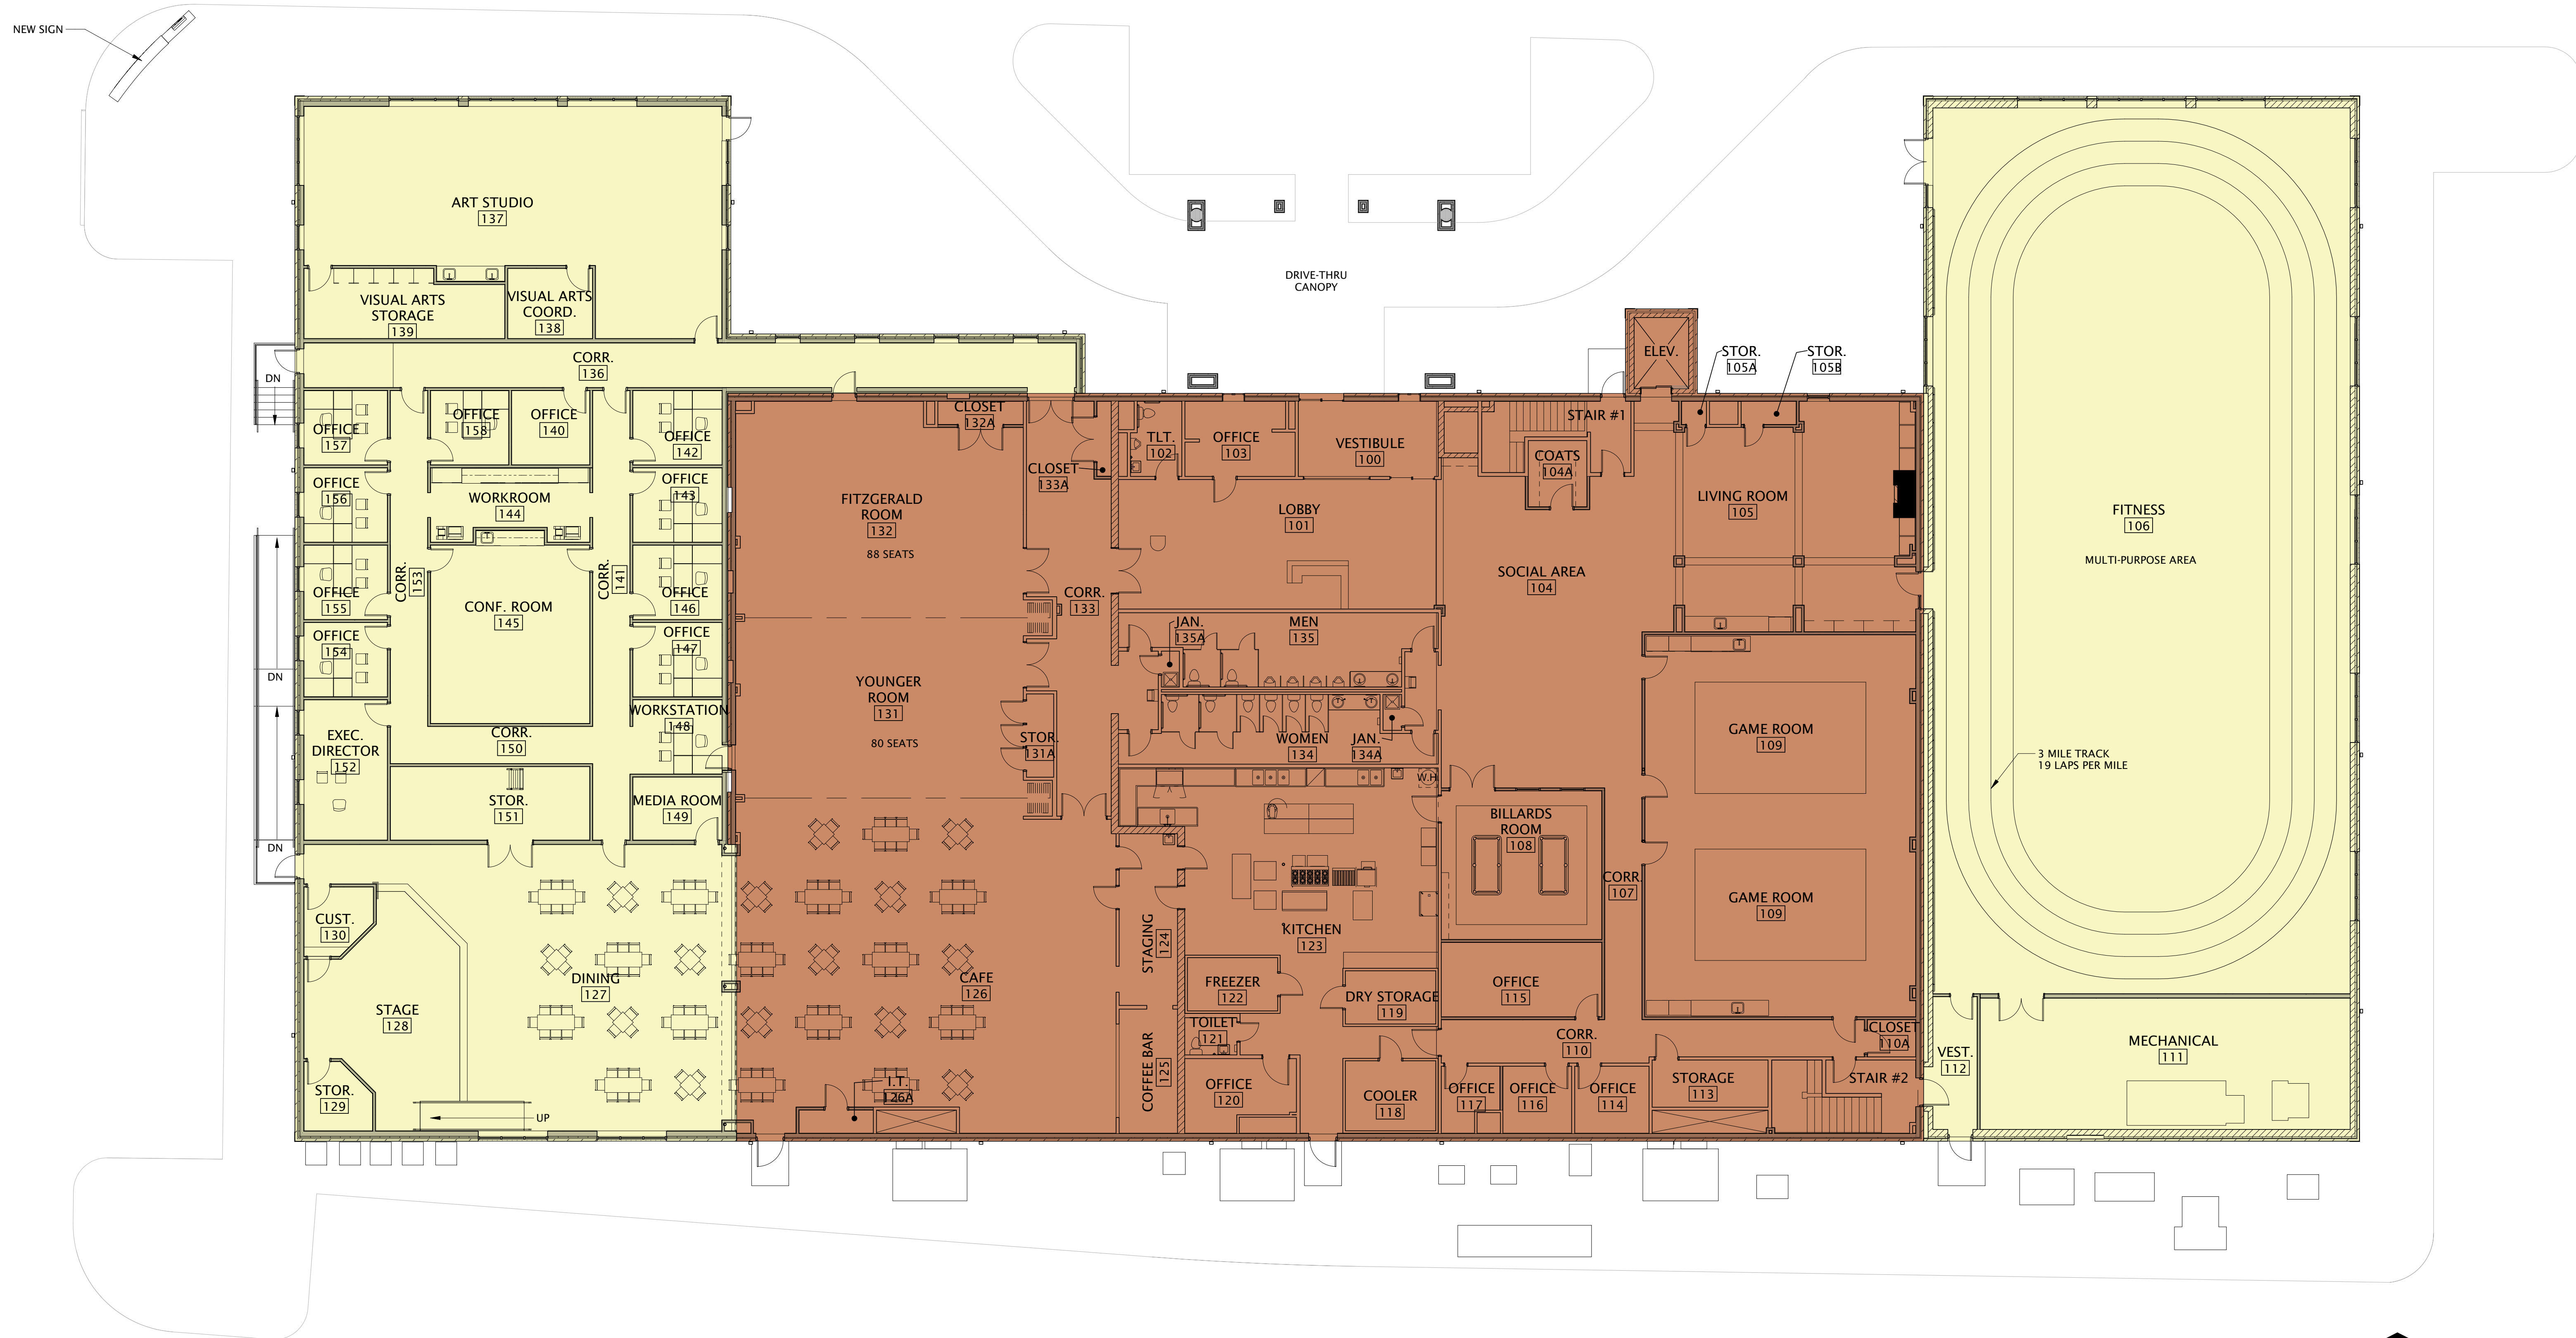 NEW SIGN
ART STUDIO
137
VISUAL ARTS
STORAGE
139
VISUAL ARTS
COORD.
138
DRIVE-THRU
CANOPY
CORR.
136
DN
ELEV.
STOR.
105A
STOR.
105B
OFFICE
157
OFFICE
158
OFFICE
140
OFFICE
142
CLOSET
132A
CLOSET
133A
TLT.
102
OFFICE
103
VESTIBULE
100
STAIR #1
COATS
104A
OFFICE
156
WORKROOM
144
OFFICE
143
FITZGERALD
ROOM
132
88 SEATS
LOBBY
101
LIVING ROOM
105
FITNESS
106
MULTI-PURPOSE AREA
OFFICE
155
CORR.
153
CONF. ROOM
145
CORR.
141
OFFICE
146
CORR.
133
SOCIAL AREA
104
OFFICE
154
OFFICE
147
JAN.
135A
MEN
135
DN
YOUNGER
ROOM
131
80 SEATS
WORKSTATION
148
EXEC.
DIRECTOR
152
CORR.
150
STOR.
131A
WOMEN
134
JAN.
134A
GAME ROOM
109
3 MILE TRACK
19 LAPS PER MILE
STOR.
151
MEDIA ROOM
149
W.H.
BILLARDS
ROOM
108
DN
CUST.
130
CORR.
107
GAME ROOM
109
STAGING
124
KITCHEN
123
DINING
127
CAFE
126
FREEZER
122
DRY STORAGE
119
OFFICE
115
STAGE
128
TOILET
121
CORR.
110
CLOSET
110A
VEST.
112
MECHANICAL
111
STOR.
129
UP
I.T.
126A
COFFEE BAR
125
OFFICE
120
COOLER
118
OFFICE
117
OFFICE
116
OFFICE
114
STORAGE
113
STAIR #2